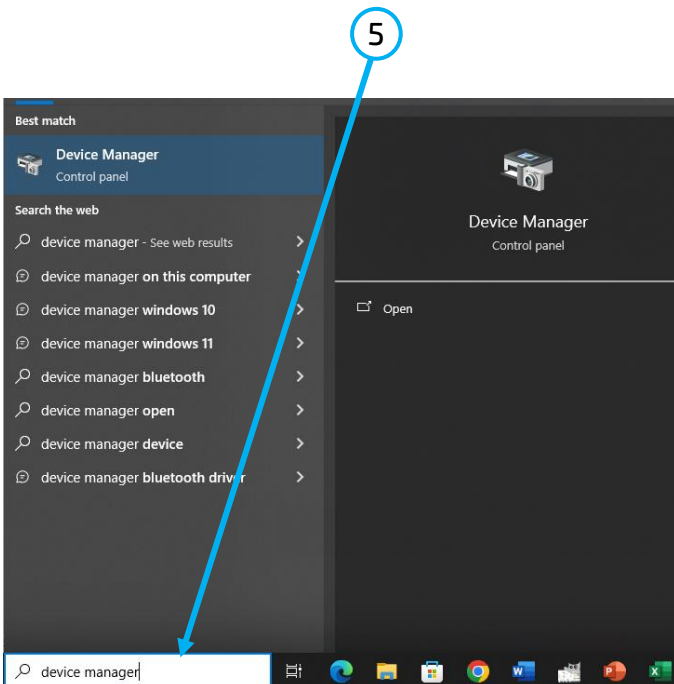 5
Best match
Device Manager
Control panel
Search the web
device manager - See web results
device manager on this computer
device manager windows 10
device manager windows 11
device manager bluetooth
device manager open
device manager device
device manager bluetooth driver
Device Manager
Control panel
Open
device manager